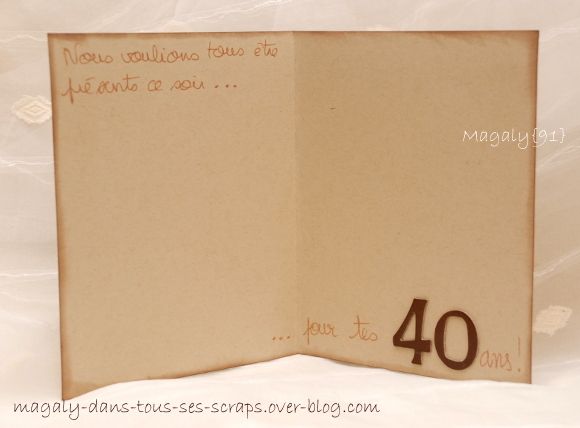 Nous voulions tous être
présents ce soir ...
Magaly{91}
... pour tes 40 ans!
magaly-dans-tous-ses-scraps.over-blog.com